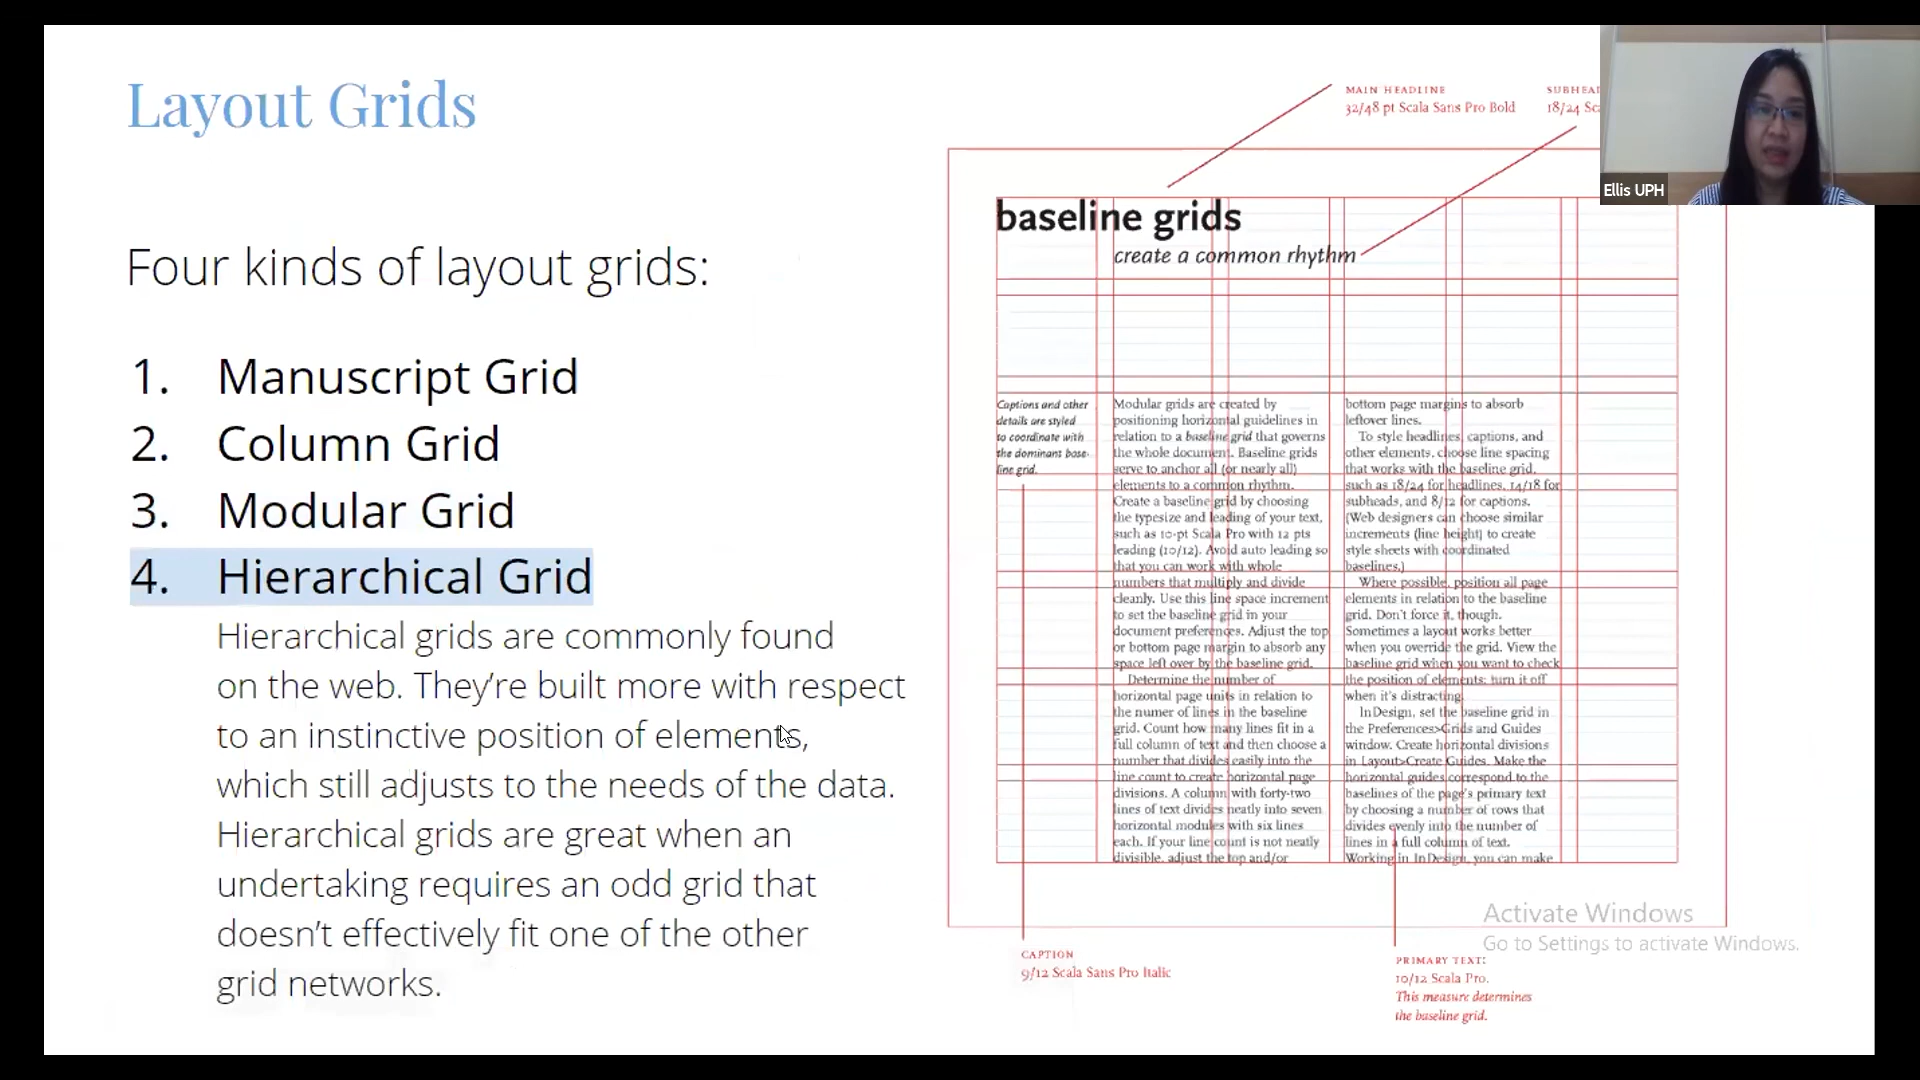 Layout Grids
Four kinds of layout grids:
1. Manuscript Grid
2. Column Grid
3. Modular Grid
4. Hierarchical Grid
Hierarchical grids are commonly found
on the web. They’re built more with respect
to an instinctive position of elements,
which still adjusts to the needs of the data.
Hierarchical grids are great when an
undertaking requires an odd grid that
doesn’t effectively fit one of the other
grid networks.
MAIN HEADLINE
32/48 pt Scala Sans Pro Bold
18/24
Ellis UPH
baseline grids
create a common rhythm
Captions and other
details are styled
to coordinate with
the dominant base-
line grid.
Modular grids are created by
positioning horizontal guidelines in
relation to a baseline grid that governs
the whole document. Baseline grids
serve to anchor all (or nearly all)
elements to a common rhythm.
Create a baseline grid by choosing
the typesize and leading of your text,
such as 10-pt Scala Pro with 12 pts
leading (10/12). Avoid auto leading so
that you can work with whole
numbers that multiply and divide
cleanly. Use this line space increment
to set the baseline grid in your
document preferences. Adjust the top
or bottom page margin to absorb any
space left over by the baseline grid.
Determine the number of
horizontal page units in relation to
the numer of lines in the baseline
grid. Count how many lines fit in a
full column of text and then choose a
number that divides easily into the
line count to create horizontal page
divisions. A column with forty-two
lines of text divides neatly into seven
horizontal modules with six lines
each. If your line count is not neatly
divisible, adjust the top and/or
bottom page margins to absorb
leftover lines.
To style headlines, captions, and
other elements, choose line spacing
that works with the baseline grid,
such as 18/24 for headlines, 14/18 for
subheads, and 8/12 for captions.
(Web designers can choose similar
increments (line height) to create
style sheets with coordinated
baselines.)
Where possible, position all page
elements in relation to the baseline
grid. Don’t force it, though.
Sometimes a layout works better
when you override the grid. View the
baseline grid when you want to check
the position of elements; turn it off
when it’s distracting.
In InDesign, set the baseline grid in
the Preferences>Grids and Guides
window. Create horizontal divisions
in Layout>Create Guides. Make the
horizontal guides correspond to the
baselines of the page’s primary text
by choosing a number of rows that
divides evenly into the number of
lines in a full column of text.
Working in InDesign, you can make
CAPTION
9/12 Scala Sans Pro Italic
PRIMARY TEXT:
10/12 Scala Pro.
This measure determines
the baseline grid.
Activate Windows
Go to Settings to activate Windows.